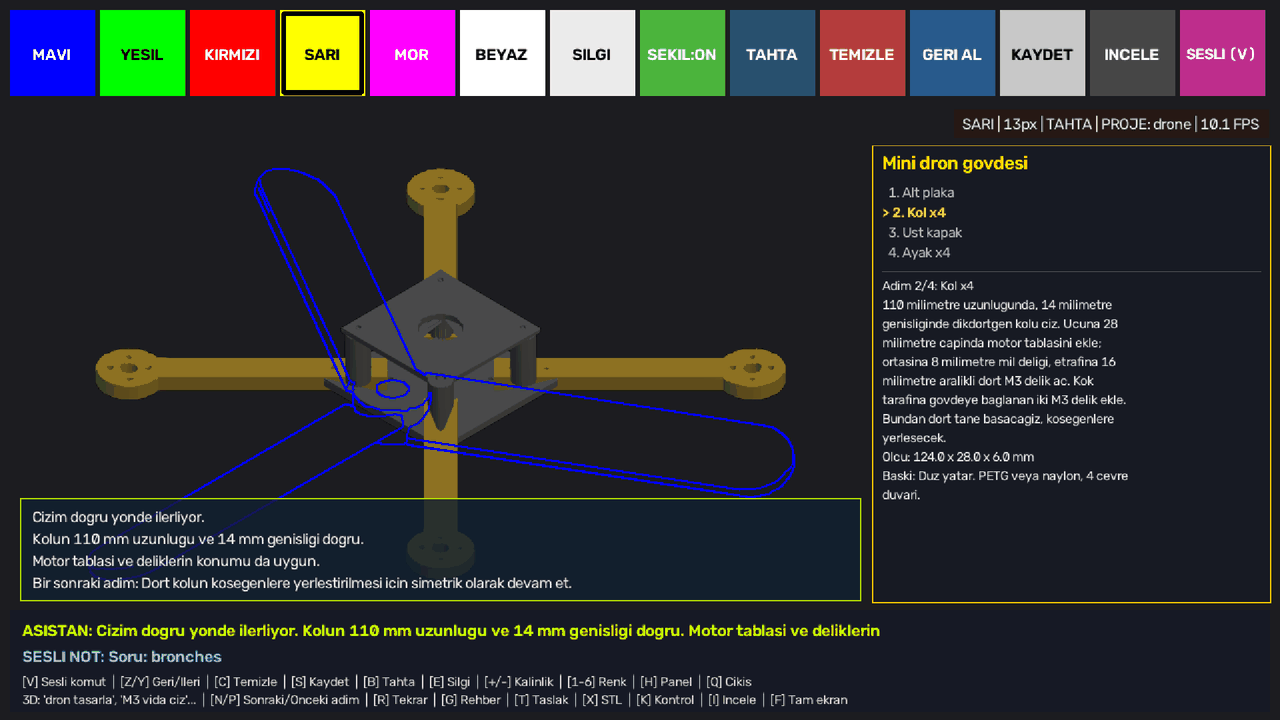 MAVI
YESIL
KIRMIZI
SARI
MOR
BEYAZ
SILGI
SEKIL:ON
TAHTA
TEMIZLE
GERI AL
KAYDET
INCELE
SESLI (V)
SARI | 13px | TAHTA | PROJE: drone | 10.1 FPS
Mini dron govdesi
1. Alt plaka
> 2. Kol x4
3. Ust kapak
4. Ayak x4
Adim 2/4: Kol x4
110 milimetre uzunlugunda, 14 milimetre
genisliginde dikdortgen kolu ciz. Ucuna 28
milimetre capinda motor tablasini ekle;
ortasina 8 milimetre mil deligi, etrafina 16
milimetre aralikli dort M3 delik ac. Kok
tarafina govdeye baglanan iki M3 delik ekle.
Bundan dort tane basacagiz, kosegenlere
yerlesecek.
Olcu: 124.0 x 28.0 x 6.0 mm
Baski: Duz yatar. PETG veya naylon, 4 cevre
duvari.
Cizim dogru yonde ilerliyor.
Kolun 110 mm uzunlugu ve 14 mm genisligi dogru.
Motor tablasi ve deliklerin konumu da uygun.
Bir sonraki adim: Dort kolun kosegenlere yerlestirilmesi icin simetrik olarak devam et.
ASISTAN: Cizim dogru yonde ilerliyor. Kolun 110 mm uzunlugu ve 14 mm genisligi dogru. Motor tablasi ve deliklerin
SESLI NOT: Soru: bronches
[V] Sesli komut | [Z/Y] Geri/Ileri | [C] Temizle | [S] Kaydet | [B] Tahta | [E] Silgi | [+/-] Kalinlik | [1-6] Renk | [H] Panel | [Q] Cikis
3D: 'dron tasarla', 'M3 vida ciz'... | [N/P] Sonraki/Onceki adim | [R] Tekrar | [G] Rehber | [T] Taslak | [X] STL | [K] Kontrol | [I] Incele | [F] Tam ekran